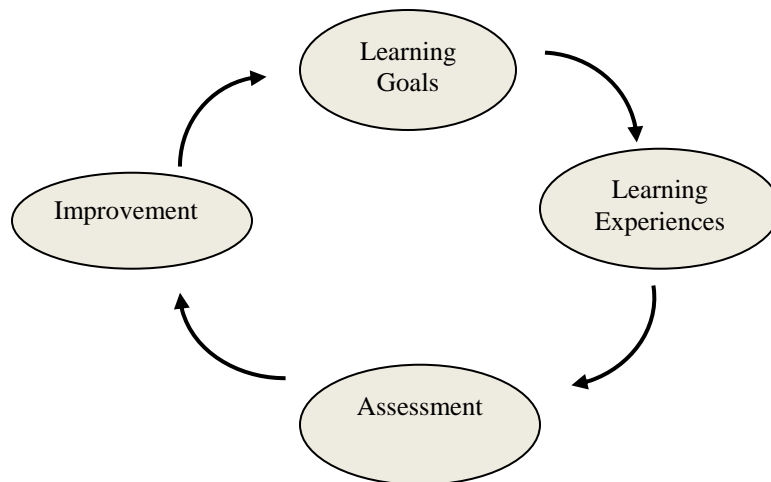 Learning
Goals
Learning
Experiences
Assessment
Improvement